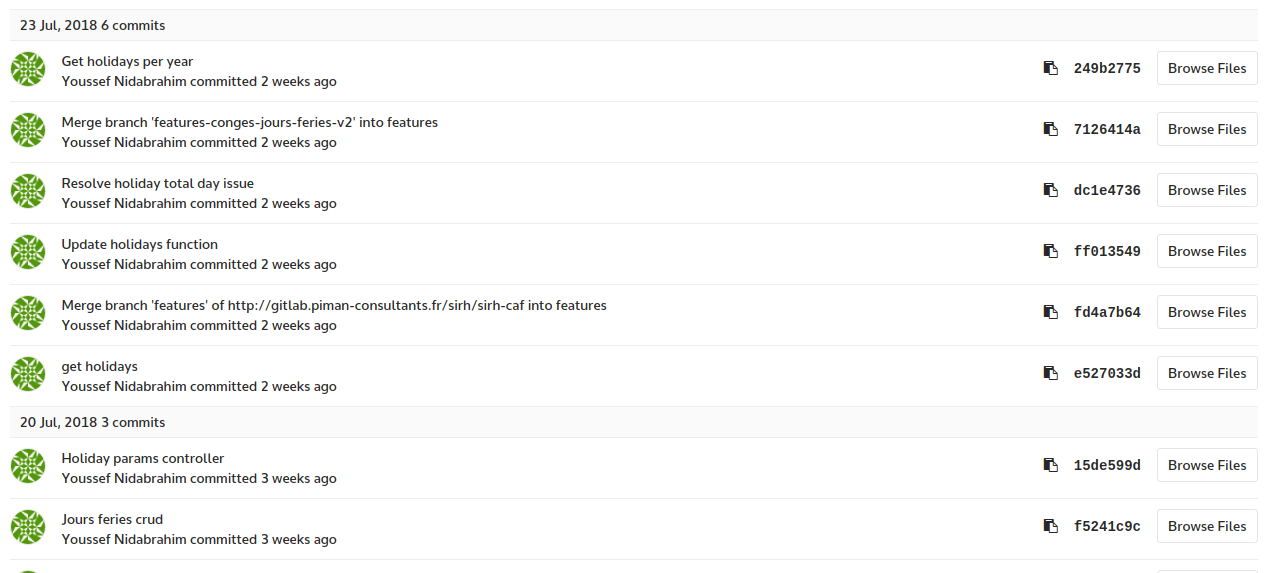 23 Jul, 2018 6 commits
Get holidays per year
Youssef Nidabrahim committed 2 weeks ago
249b2775 Browse Files
Merge branch 'features-conges-jours-feries-v2' into features
Youssef Nidabrahim committed 2 weeks ago
7126414a Browse Files
Resolve holiday total day issue
Youssef Nidabrahim committed 2 weeks ago
dc1e4736 Browse Files
Update holidays function
Youssef Nidabrahim committed 2 weeks ago
ff013549 Browse Files
Merge branch 'features' of http://gitlab.piman-consultants.fr/sirh/sirh-caf into features
Youssef Nidabrahim committed 2 weeks ago
fd4a7b64 Browse Files
get holidays
Youssef Nidabrahim committed 2 weeks ago
e527033d Browse Files
20 Jul, 2018 3 commits
Holiday params controller
Youssef Nidabrahim committed 3 weeks ago
15de599d Browse Files
Jours feries crud
Youssef Nidabrahim committed 3 weeks ago
f5241c9c Browse Files